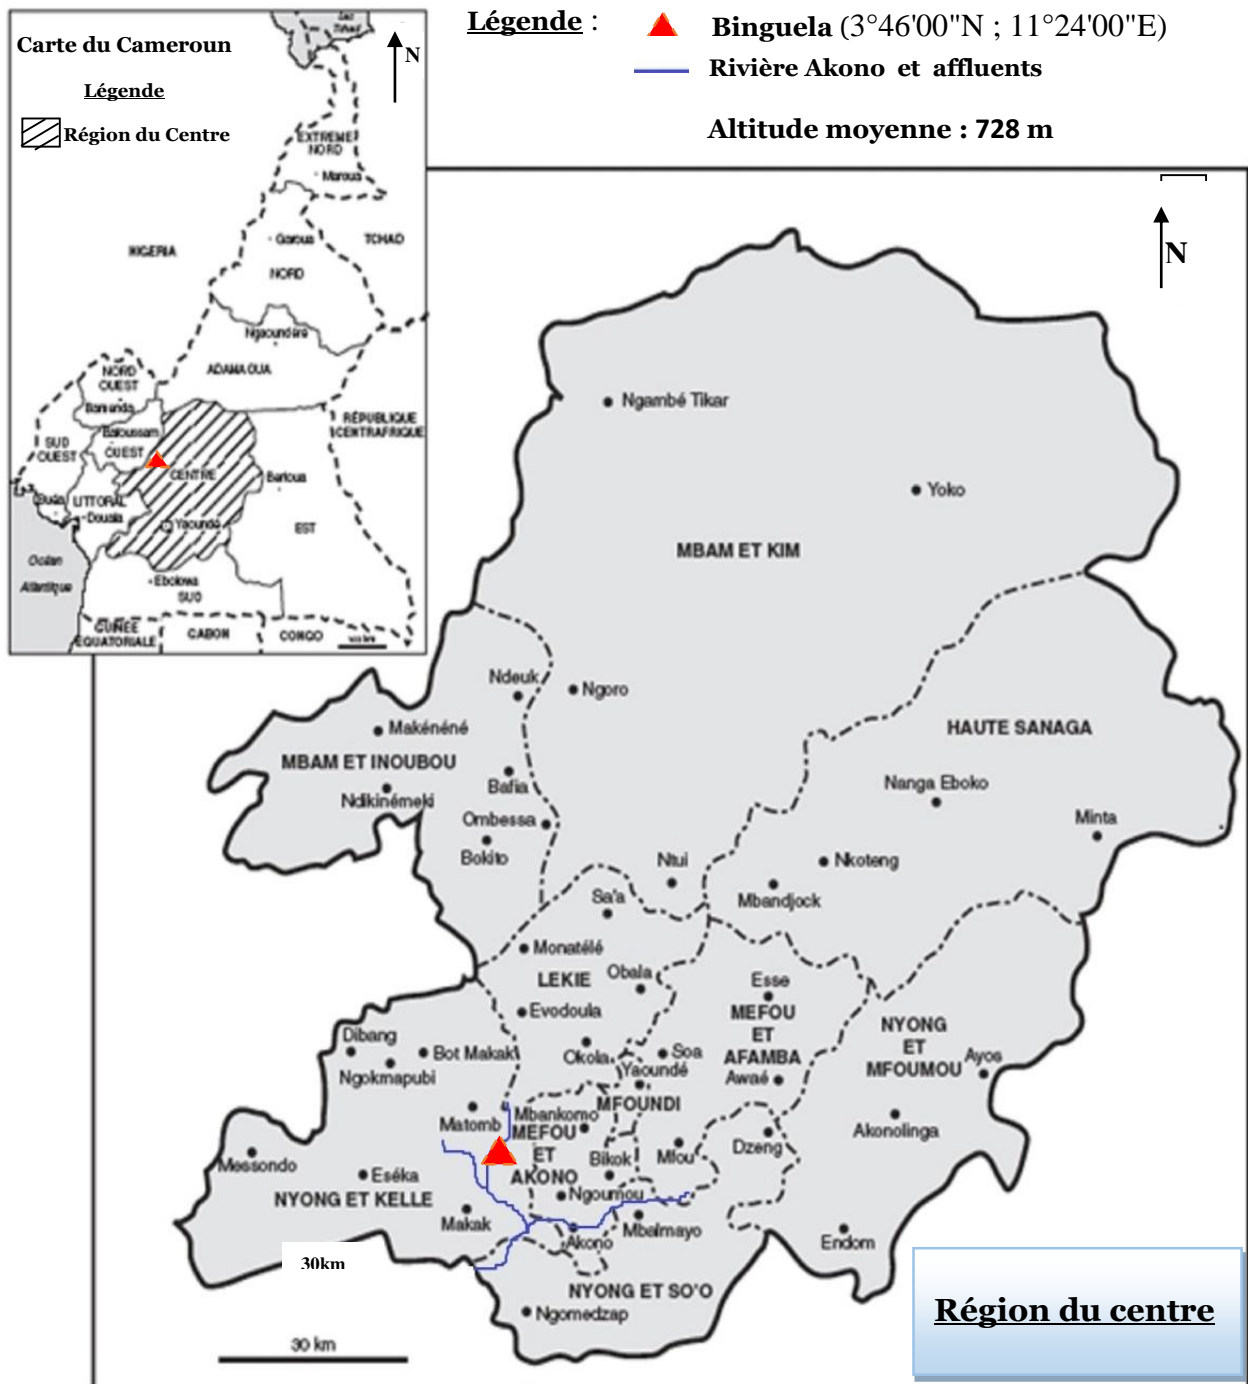 Légende :
Binguela (3°46'00"N ; 11°24'00"E)
Rivière Akono et affluents
Altitude moyenne : 728 m
Carte du Cameroun
N
Légende
Région du Centre
Lac
Tchad
EXTREME
NORD
Maroua
NIGERIA
Garoua
TCHAD
NORD
Ngaoundéré
ADAMAOUA
NORD
OUEST
Bamenda
Bafoussam
SUD
OUEST
OUEST
RÉPUBLIQUE
CENTRAFRIQUE
CENTRE
Bertoua
Buéa
LITTORAL
Douala
Yaoundé
EST
Océan
Atlantique
Ebolowa
SUD
GUINÉE
ÉQUATORIALE
GABON
CONGO
N
Ngambé Tikar
Yoko
MBAM ET KIM
Ndeuk
Ngoro
Makénéné
HAUTE SANAGA
MBAM ET INOUBOU
Bafia
Nanga Eboko
Ndikinémeki
Ombessa
Minta
Bokito
Ntui
Nkoteng
Sa'a
Mbandjock
Monatélé
LEKIE
Obala
Esse
Evodoula
MEFOU
ET
AFAMBA
NYONG
ET
MFOUMOU
Dibang
Bot Makak
Okola
Soa
Ayos
Ngokmapubi
Yaoundé
Awaé
MFOUNDI
Matomb
Mbankomo
Akonolinga
MEFOU
ET
AKONO
Dzeng
Messondo
Bikok
Mfou
Eséka
NYONG ET KELLE
Ngoumou
Makak
Akono
Mbalmayo
Endom
30km
NYONG ET SO'O
Ngomedzap
Région du centre
30 km